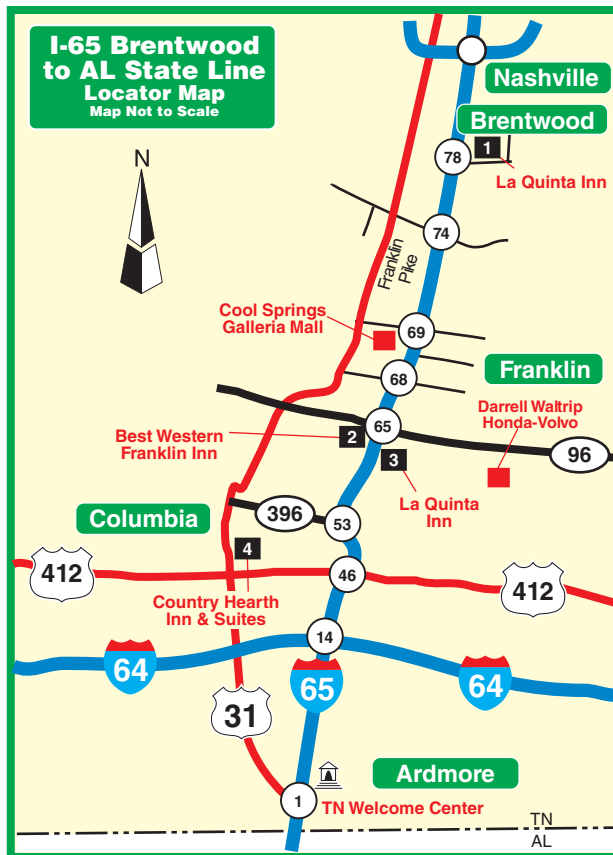 I-65 Brentwood
to AL State Line
Locator Map
Map Not to Scale
Nashville
Brentwood
N
1
78
La Quinta Inn
74
Franklin
Pike
Cool Springs
Galleria Mall
69
68
Franklin
Darrell Waltrip
Honda-Volvo
65
2
Best Western
Franklin Inn
3
96
La Quinta
Inn
396
53
Columbia
4
412
46
412
Country Hearth
Inn & Suites
14
64
65
64
31
Ardmore
1
TN Welcome Center
TN
AL